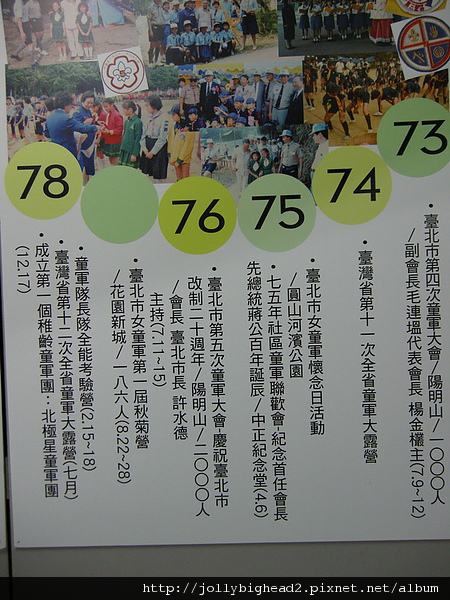 73
・臺北市第四次童軍大會/陽明山/一〇〇〇人
/副會長毛連塭代表會長 楊金欉主(7.9~12)
74
・臺灣省第十一次全省童軍大露營
75
・臺北市女童軍懷念日活動
/圓山河濱公園
・七五年社區童軍聯歡會-紀念首任會長
先總統蔣公百年誕辰/中正紀念堂(4.6)
76
・臺北市第五次童軍大會-慶祝臺北市
改制二十週年/陽明山/二〇〇〇人
/會長 臺北市長 許水德
主持(7.11~15)
・臺北市女童軍第一屆秋菊營
/花園新城/一八六人(8.22~28)
78
・童軍隊長隊全能考驗營(2.15~18)
・臺灣省第十二次全省童軍大露營(七月)
・成立第一個稚齡童軍團：北極星童軍團
(12.17)
http://jollybighead2.pixnet.net/album